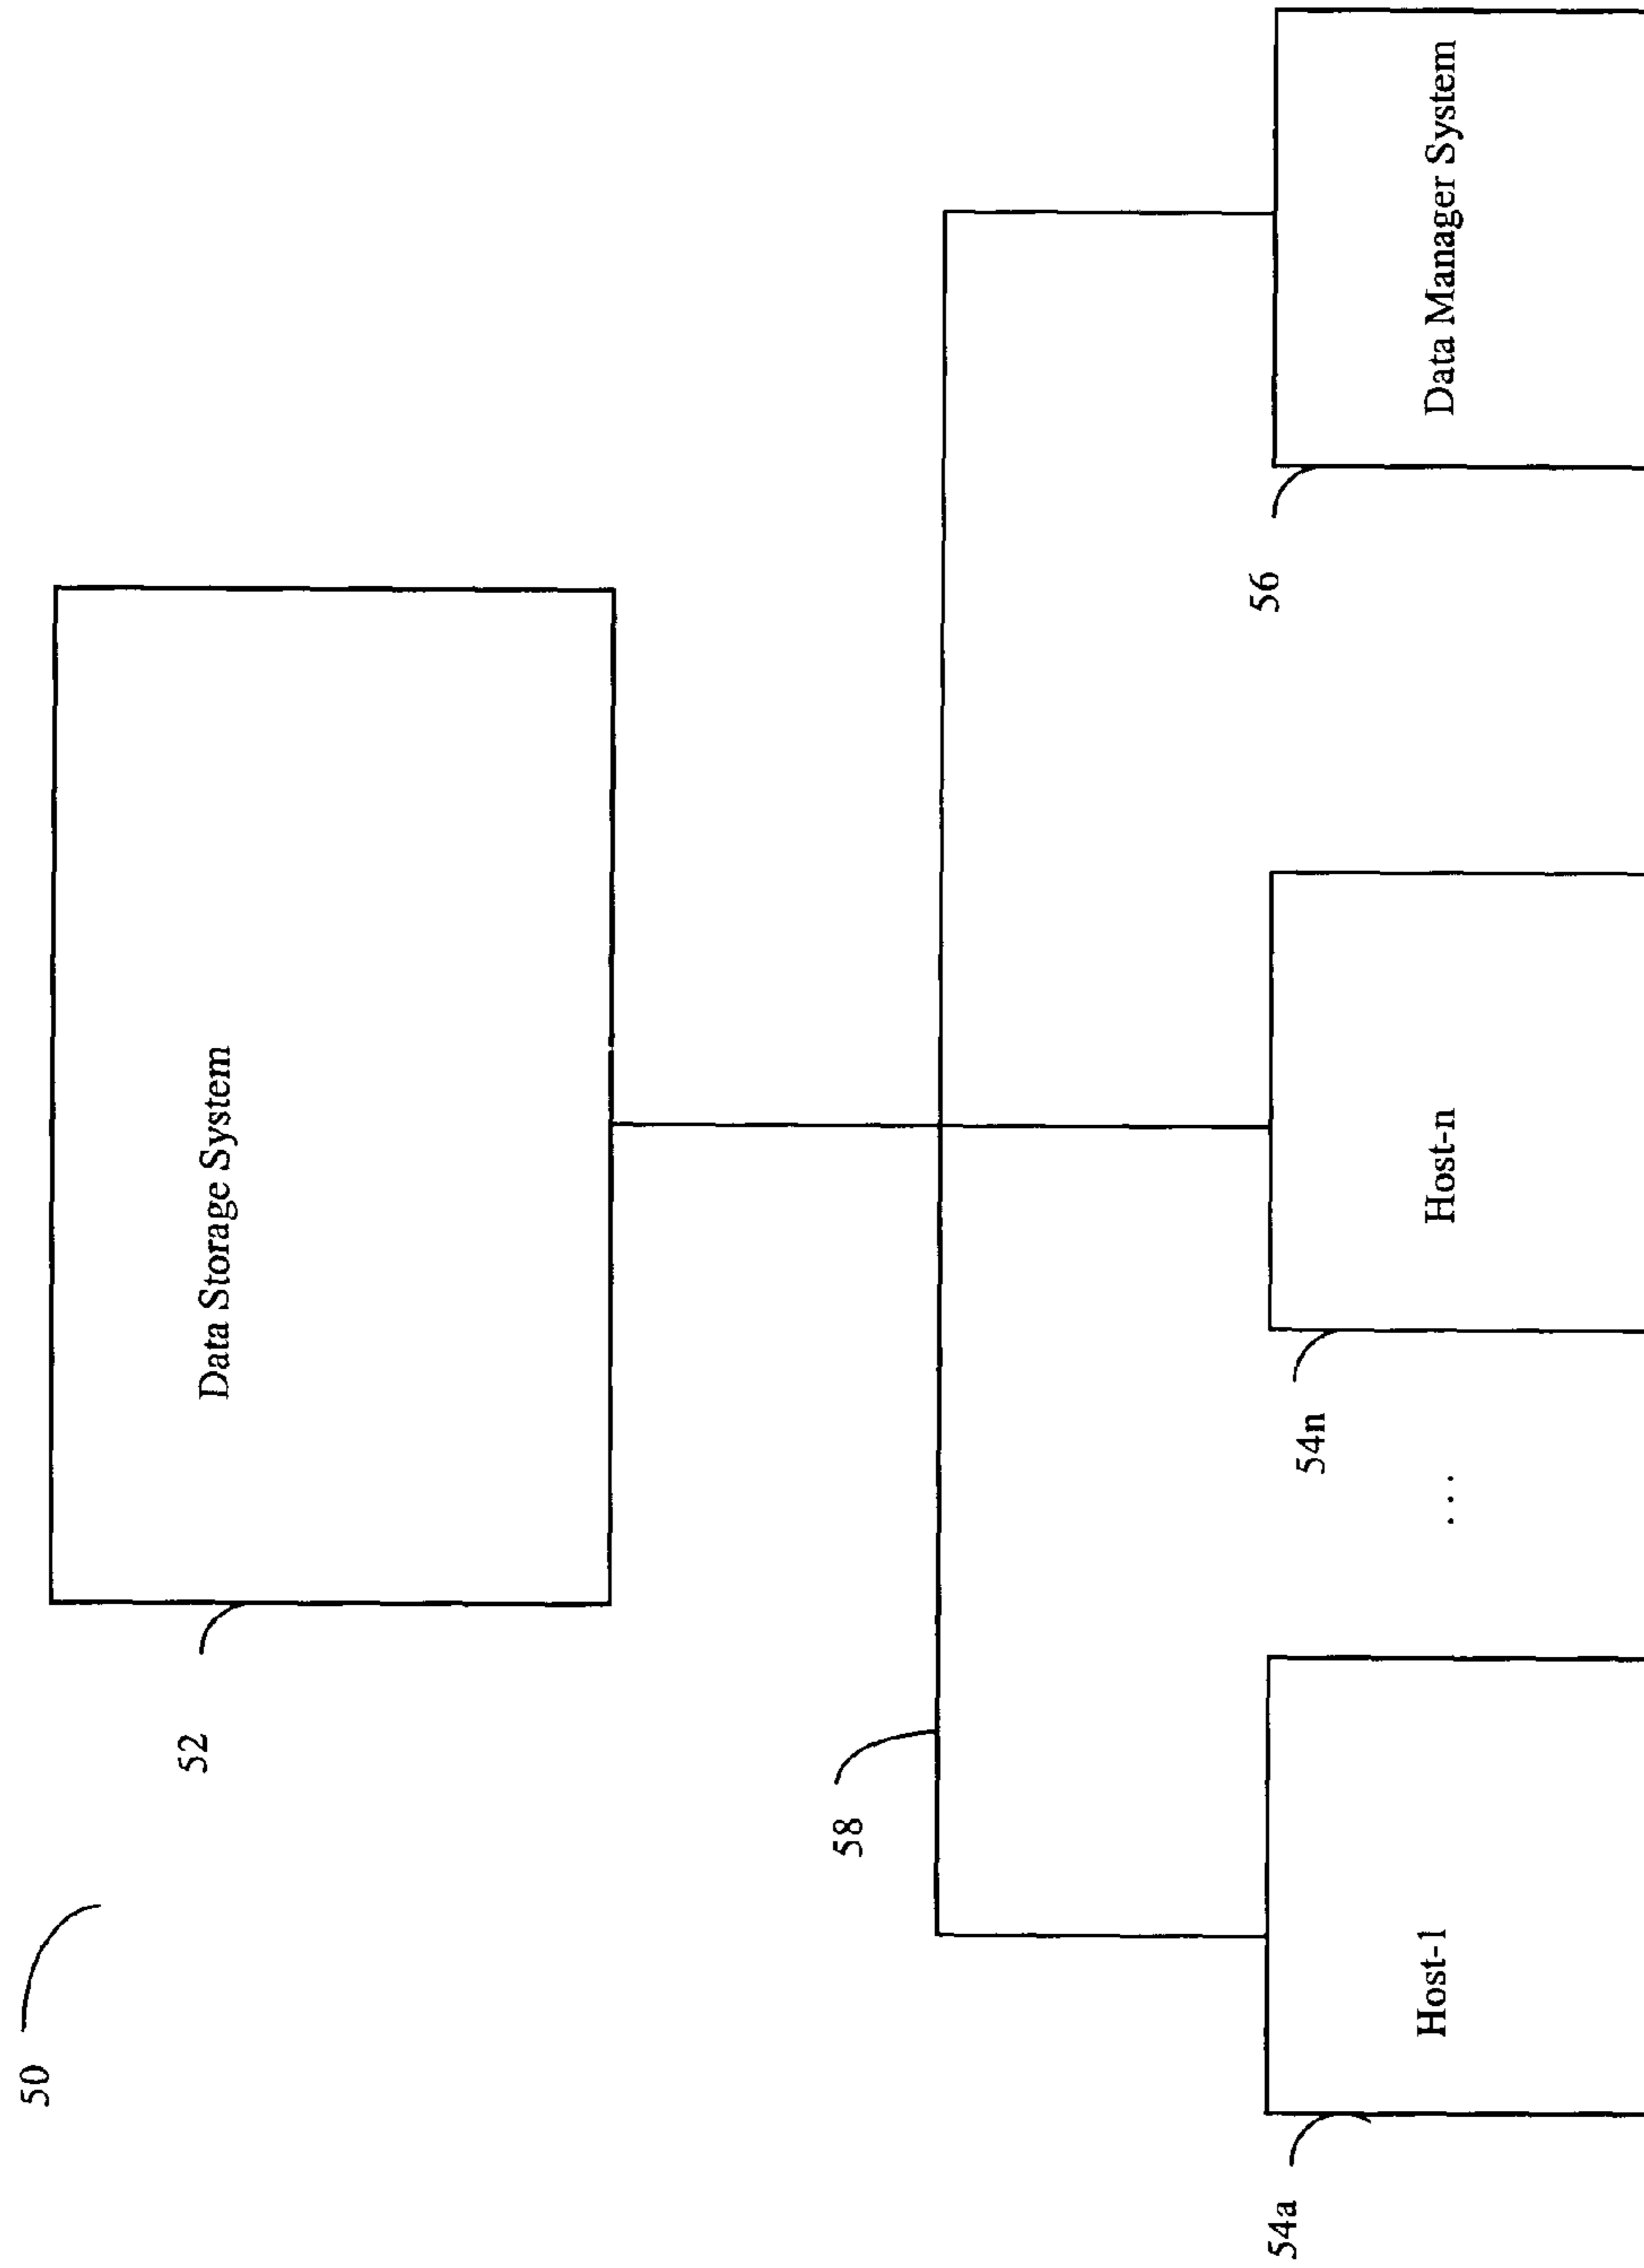 50
52
Data Storage System
58
54a
Host-1
...
54n
Host-n
56
Data Manager System